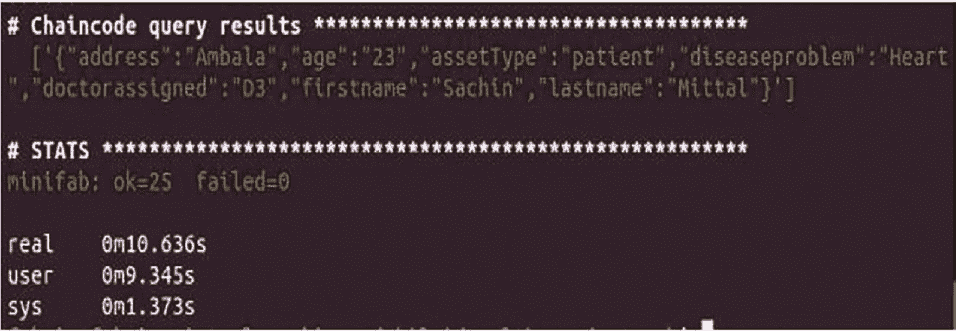 # Chaincode query results *************************************
['{"address":"Ambala","age":"23","assetType":"patient","diseaseproblem":"Heart
","doctorassigned":"D3","firstname":"Sachin","lastname":"Mittal"}']
# STATS *******************************************************
minifab: ok=25 failed=0
real 0m10.636s
user 0m9.345s
sys 0m1.373s